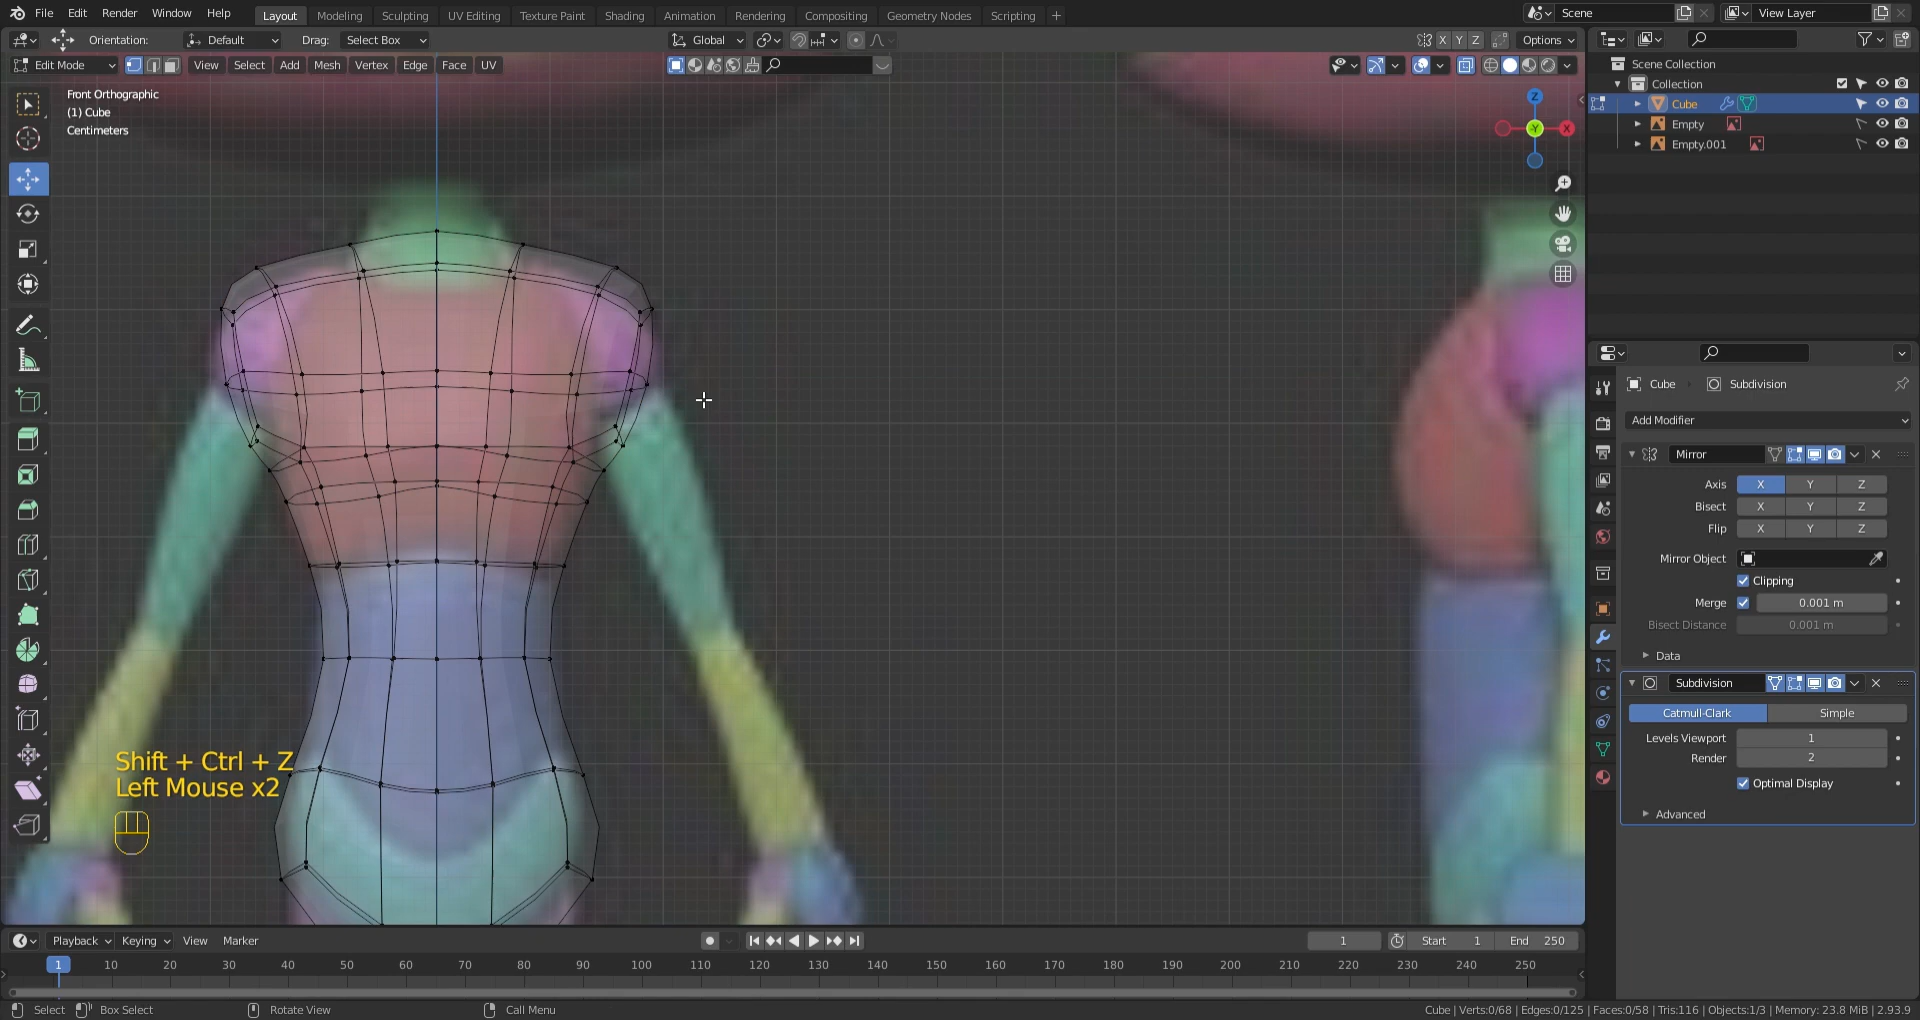 File Edit Render Window Help Layout Modeling Sculpting UV Editing Texture Paint Shading Animation Rendering Compositing Geometry Nodes Scripting + Scene View Layer
Orientation: Default Drag: Select Box Global X Y Z Options
Edit Mode View Select Add Mesh Vertex Edge Face UV
Front Orthographic
(1) Cube
Centimeters
Z
Y
X
Scene Collection
Collection
Cube
Empty
Empty.001
Cube Subdivision
Add Modifier
Mirror
Axis X Y Z
Bisect X Y Z
Flip X Y Z
Mirror Object
Clipping
Merge 0.001 m
Bisect Distance 0.001 m
Data
Subdivision
Catmull-Clark Simple
Levels Viewport 1
Render 2
Optimal Display
Advanced
Shift + Ctrl + Z
Left Mouse x2
Playback Keying View Marker 1 Start 1 End 250
1 10 20 30 40 50 60 70 80 90 100 110 120 130 140 150 160 170 180 190 200 210 220 230 240 250
Select Box Select Rotate View Call Menu Cube | Verts:0/68 | Edges:0/125 | Faces:0/58 | Tris:116 | Objects:1/3 | Memory: 23.8 MiB | 2.93.9